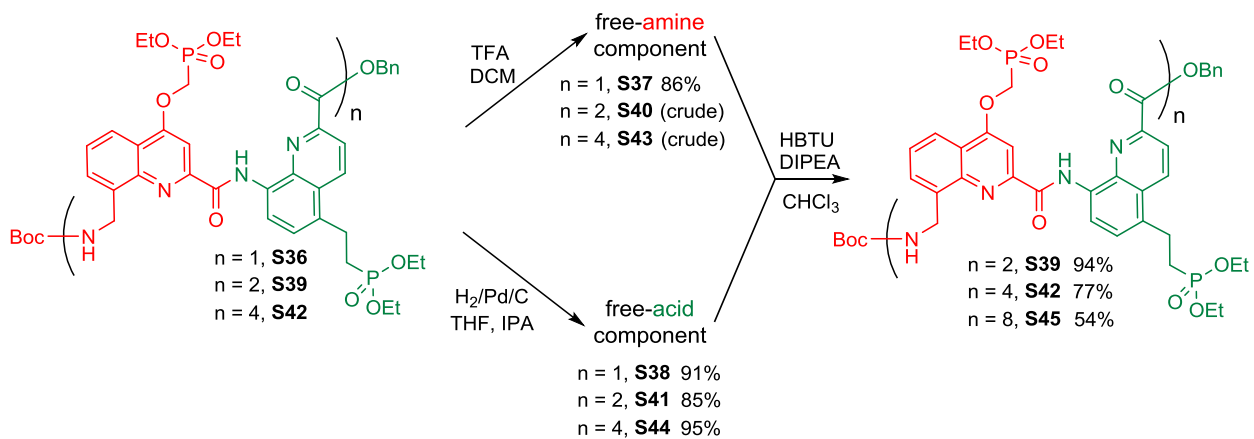 EtO
OEt
P
O
O
N
O
H
N
Boc
N
H
O
OBn
n
N
P
OEt
O
O
Et
n = 1, S36
n = 2, S39
n = 4, S42
TFA
DCM
H2/Pd/C
THF, IPA
free-amine
component
n = 1, S37 86%
n = 2, S40 (crude)
n = 4, S43 (crude)
free-acid
component
n = 1, S38 91%
n = 2, S41 85%
n = 4, S44 95%
HBTU
DIPEA
CHCl3
EtO
OEt
P
O
O
N
O
H
N
Boc
N
H
O
OBn
n
N
P
OEt
O
OEt
n = 2, S39 94%
n = 4, S42 77%
n = 8, S45 54%